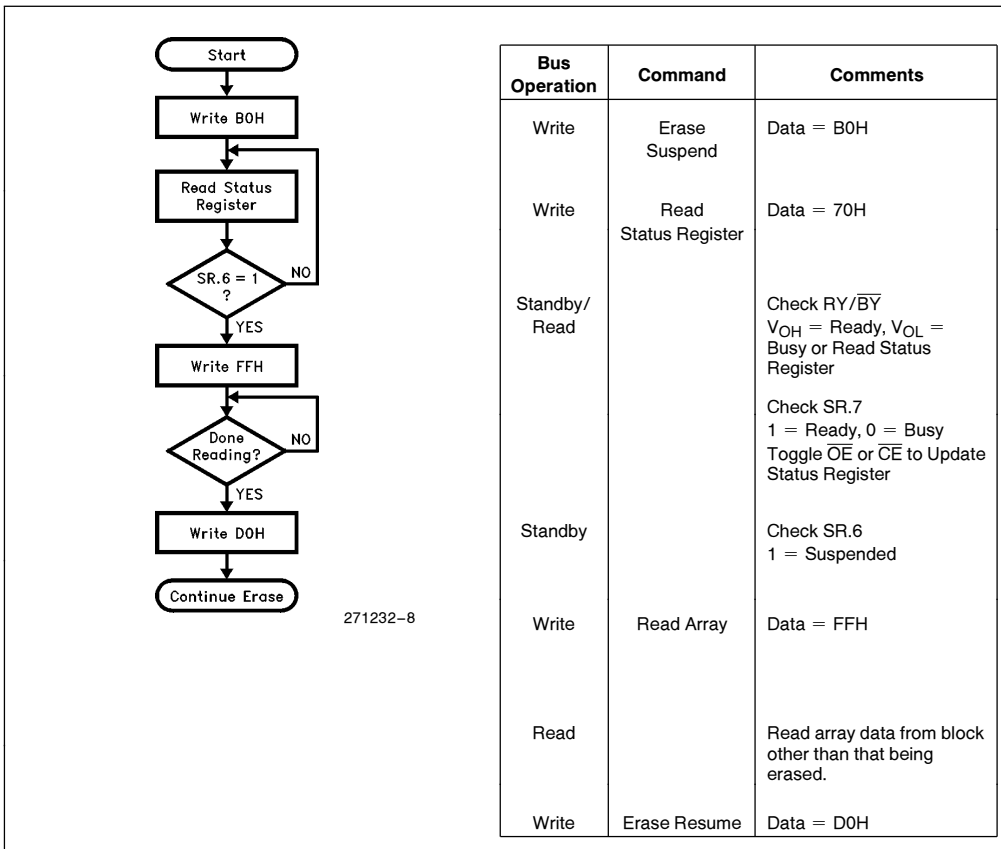 Start
Write B0H
Read Status
Register
SR.6 = 1
?
NO
YES
Write FFH
Done
Reading?
NO
YES
Write D0H
Continue Erase
271232–8
Bus
Operation
Command
Comments
Write
Erase
Suspend
Data = B0H
Write
Read
Status Register
Data = 70H
Standby/
Read
Check RY/B̅Y̅
VOH = Ready, VOL =
Busy or Read Status
Register
Check SR.7
1 = Ready, 0 = Busy
Toggle O̅E̅ or C̅E̅ to Update
Status Register
Standby
Check SR.6
1 = Suspended
Write
Read Array
Data = FFH
Read
Read array data from block
other than that being
erased.
Write
Erase Resume
Data = D0H